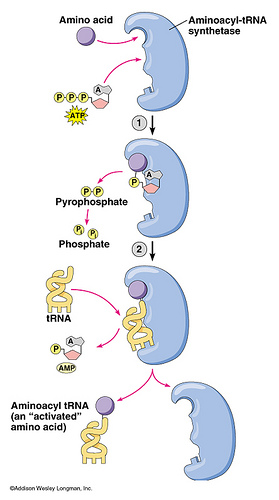 Amino acid
Aminoacyl-tRNA
synthetase
P P P A
ATP
1
A
P
P P
Pyrophosphate
Pi Pi
Phosphate
2
tRNA
P A
AMP
Aminoacyl tRNA
(an “activated”
amino acid)
©Addison Wesley Longman, Inc.